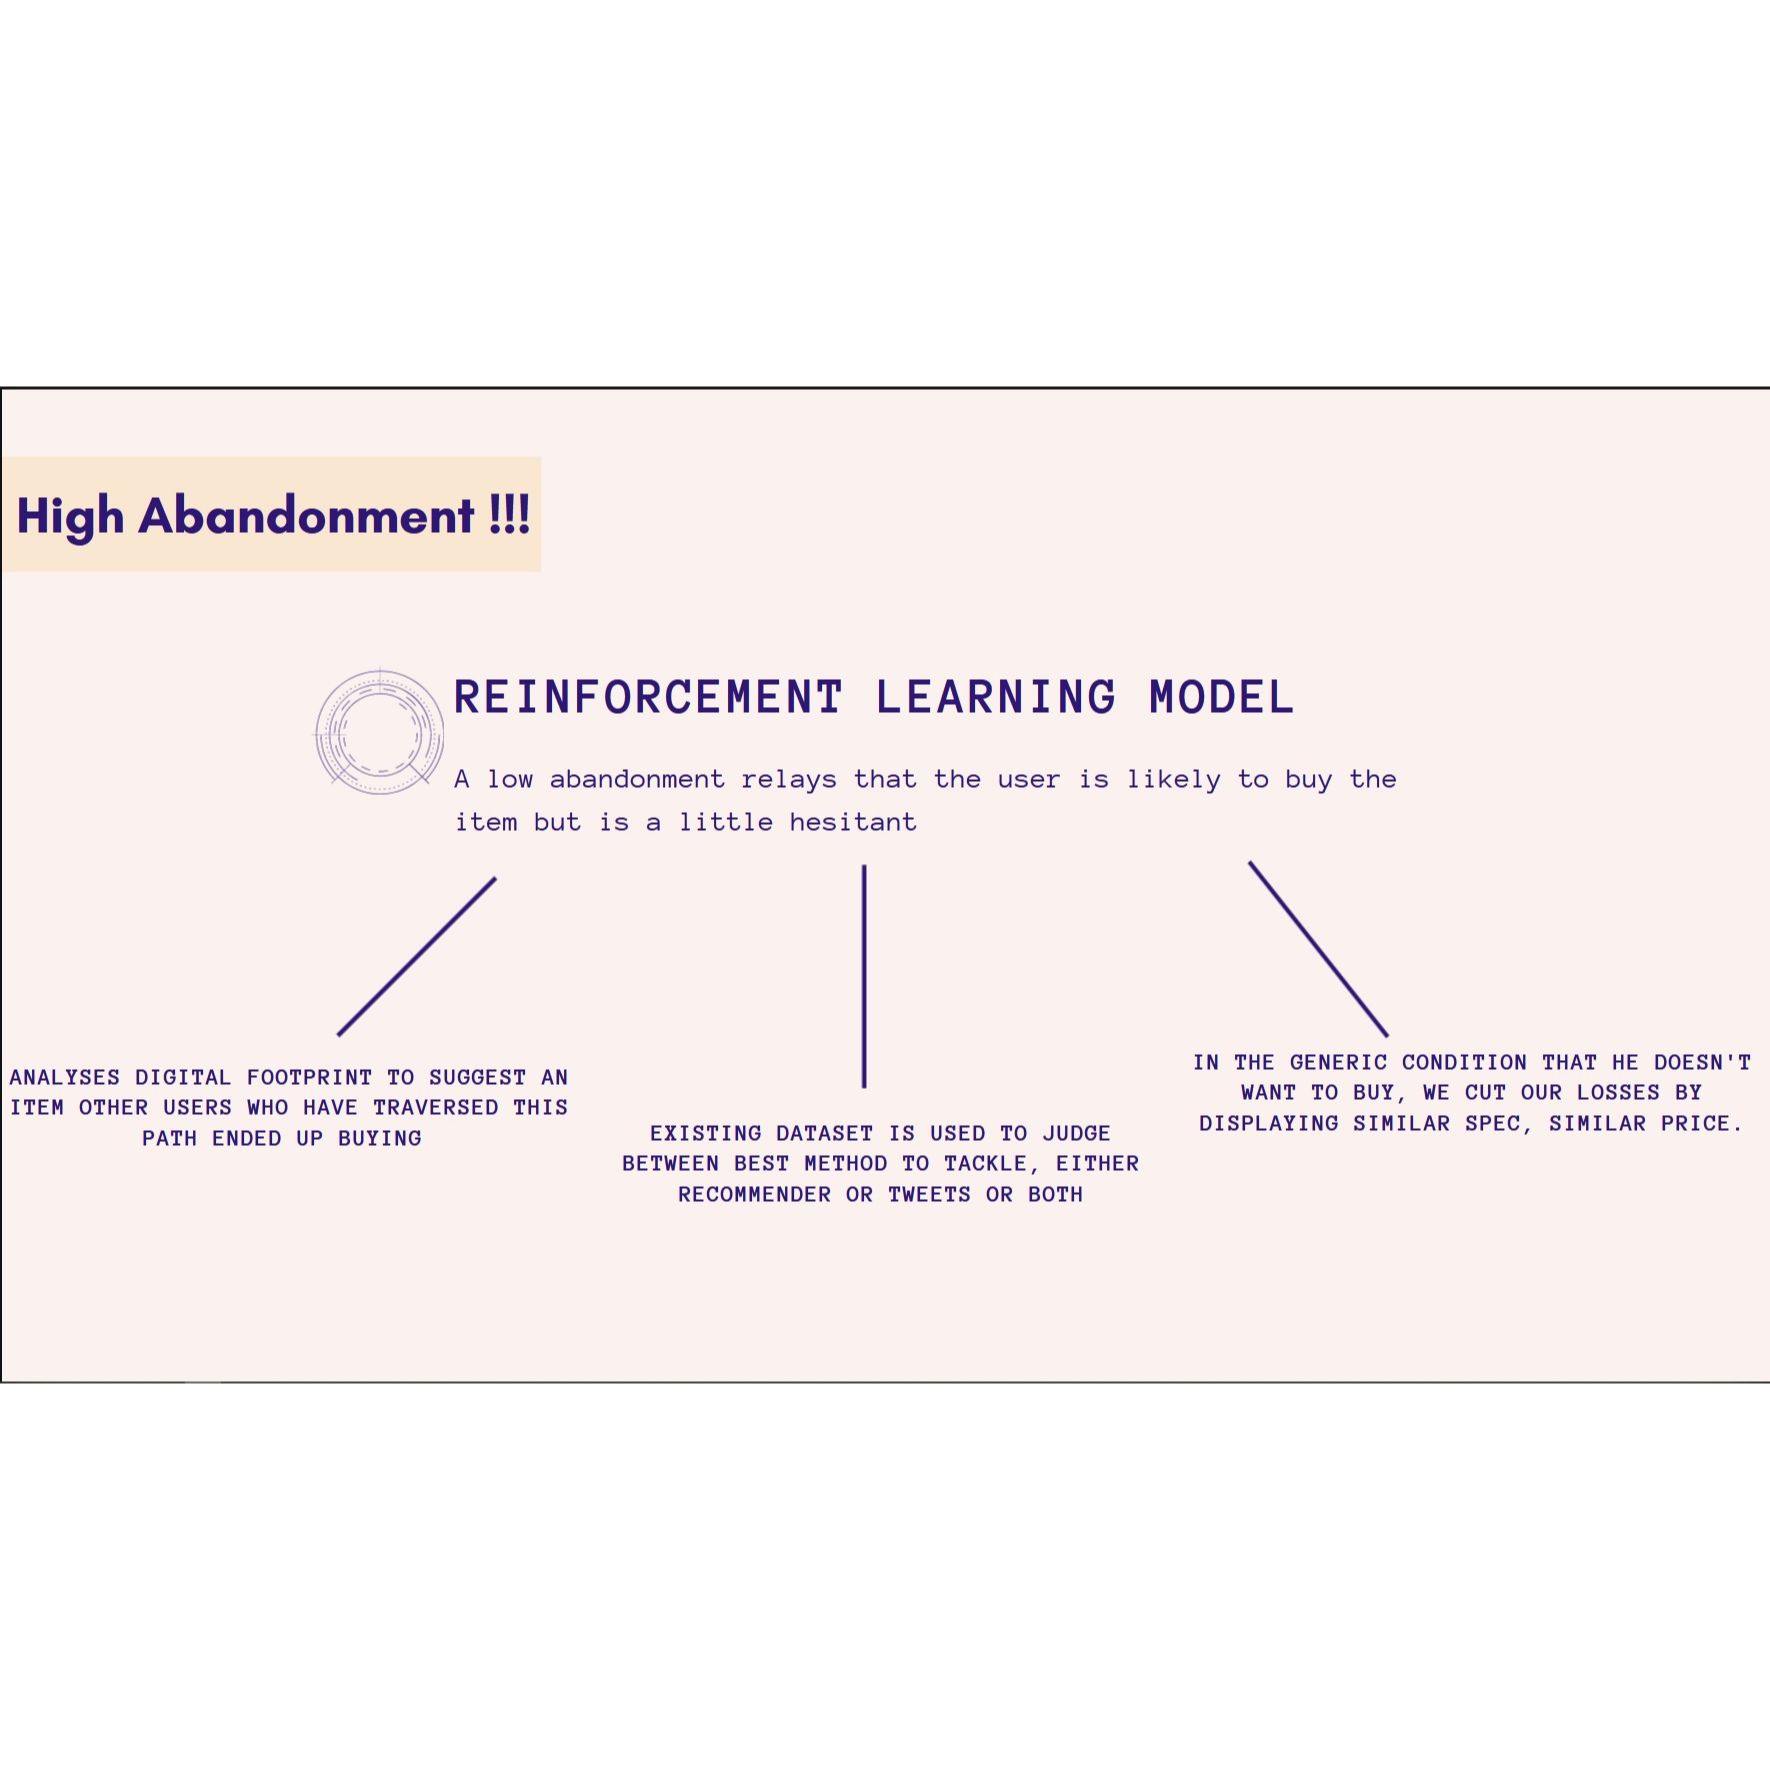 High Abandonment !!!
REINFORCEMENT LEARNING MODEL
A low abandonment relays that the user is likely to buy the
item but is a little hesitant
ANALYSES DIGITAL FOOTPRINT TO SUGGEST AN
ITEM OTHER USERS WHO HAVE TRAVERSED THIS
PATH ENDED UP BUYING
EXISTING DATASET IS USED TO JUDGE
BETWEEN BEST METHOD TO TACKLE, EITHER
RECOMMENDER OR TWEETS OR BOTH
IN THE GENERIC CONDITION THAT HE DOESN'T
WANT TO BUY, WE CUT OUR LOSSES BY
DISPLAYING SIMILAR SPEC, SIMILAR PRICE.